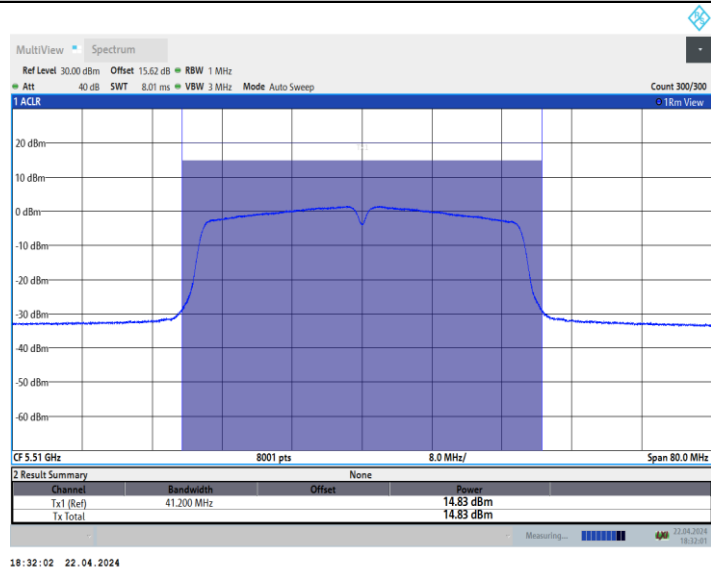 MultiView Spectrum
Ref Level 30.00 dBm Offset 15.62 dB RBW 1 MHz
Att 40 dB SWT 8.01 ms VBW 3 MHz Mode Auto Sweep Count 300/300
1 ACLR 1Rm View
20 dBm
10 dBm
0 dBm
-10 dBm
-20 dBm
-30 dBm
-40 dBm
-50 dBm
-60 dBm
CF 5.51 GHz 8001 pts 8.0 MHz/ Span 80.0 MHz
2 Result Summary None
Channel Bandwidth Offset Power
Tx1 (Ref) 41.200 MHz 14.83 dBm
Tx Total 14.83 dBm
Measuring... 22.04.2024
18:32:01
18:32:02 22.04.2024